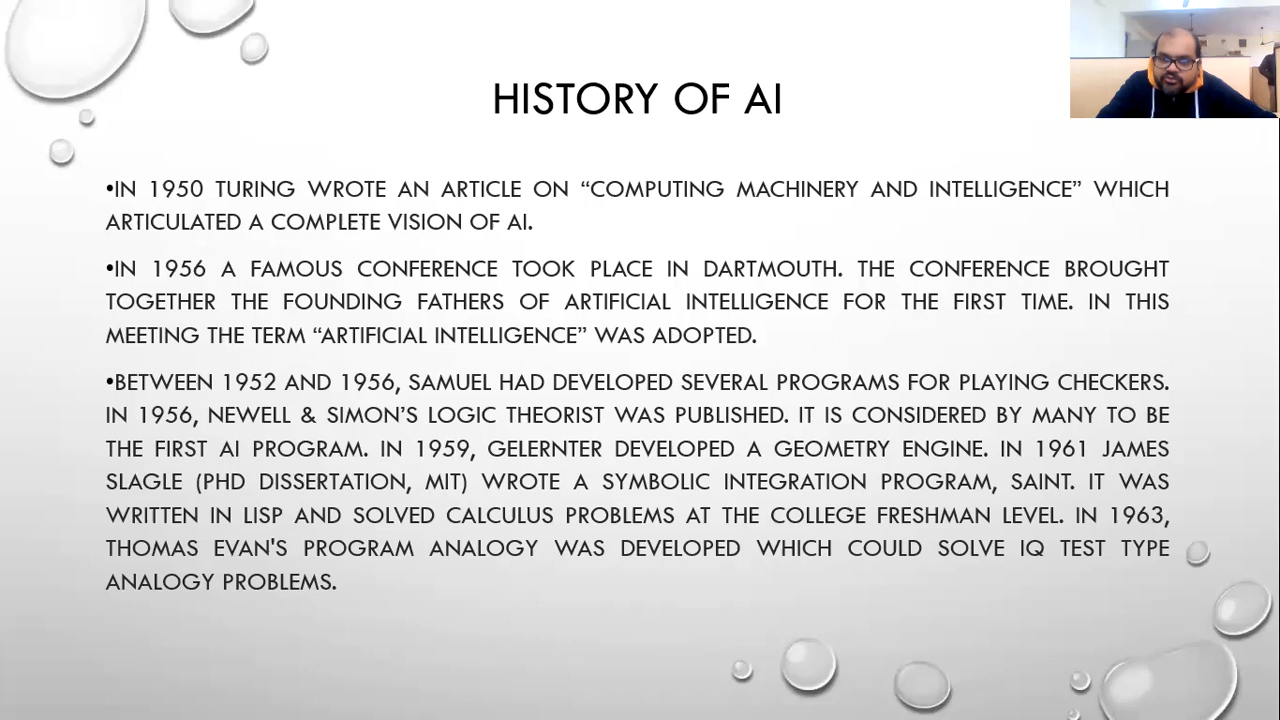 HISTORY OF AI
•IN 1950 TURING WROTE AN ARTICLE ON “COMPUTING MACHINERY AND INTELLIGENCE” WHICH
ARTICULATED A COMPLETE VISION OF AI.
•IN 1956 A FAMOUS CONFERENCE TOOK PLACE IN DARTMOUTH. THE CONFERENCE BROUGHT
TOGETHER THE FOUNDING FATHERS OF ARTIFICIAL INTELLIGENCE FOR THE FIRST TIME. IN THIS
MEETING THE TERM “ARTIFICIAL INTELLIGENCE” WAS ADOPTED.
•BETWEEN 1952 AND 1956, SAMUEL HAD DEVELOPED SEVERAL PROGRAMS FOR PLAYING CHECKERS.
IN 1956, NEWELL & SIMON’S LOGIC THEORIST WAS PUBLISHED. IT IS CONSIDERED BY MANY TO BE
THE FIRST AI PROGRAM. IN 1959, GELERNTER DEVELOPED A GEOMETRY ENGINE. IN 1961 JAMES
SLAGLE (PHD DISSERTATION, MIT) WROTE A SYMBOLIC INTEGRATION PROGRAM, SAINT. IT WAS
WRITTEN IN LISP AND SOLVED CALCULUS PROBLEMS AT THE COLLEGE FRESHMAN LEVEL. IN 1963,
THOMAS EVAN'S PROGRAM ANALOGY WAS DEVELOPED WHICH COULD SOLVE IQ TEST TYPE
ANALOGY PROBLEMS.